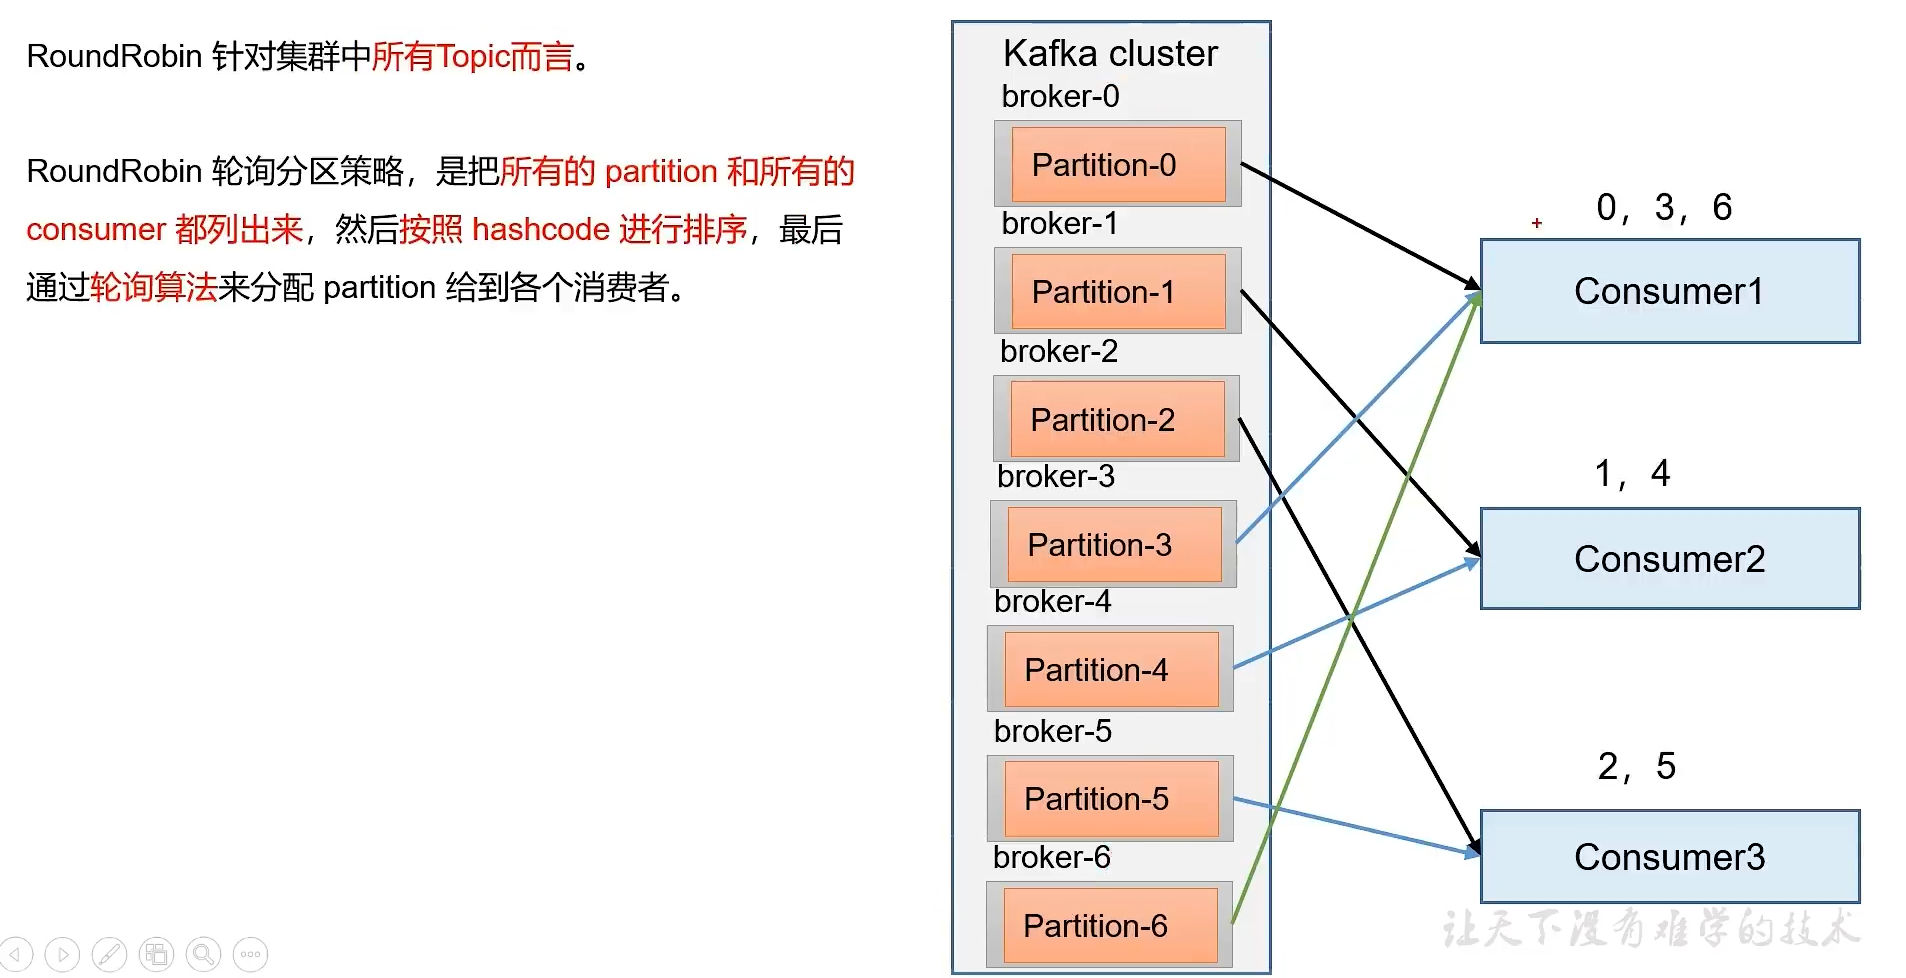 RoundRobin 针对集群中所有Topic而言。
RoundRobin 轮询分区策略，是把所有的 partition 和所有的
consumer 都列出来，然后按照 hashcode 进行排序，最后
通过轮询算法来分配 partition 给到各个消费者。
Kafka cluster
broker-0
Partition-0
broker-1
Partition-1
broker-2
Partition-2
broker-3
Partition-3
broker-4
Partition-4
broker-5
Partition-5
broker-6
Partition-6
0，3，6
Consumer1
1，4
Consumer2
2，5
Consumer3
让天下没有难学的技术